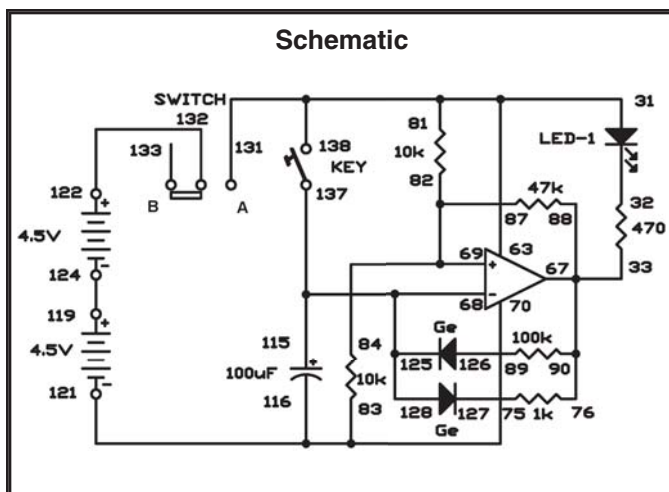 Schematic
SWITCH
132
133
131
138
KEY
137
81
10k
82
31
LED-1
122
+
B
A
4.5V
-
124
119
+
4.5V
-
121
47k
87 88
32
470
33
69 + 63
67
68 - 70
115
+
100uF
116
84
10k
83
Ge
125 126
100k
89 90
128 127
75 1k 76
Ge